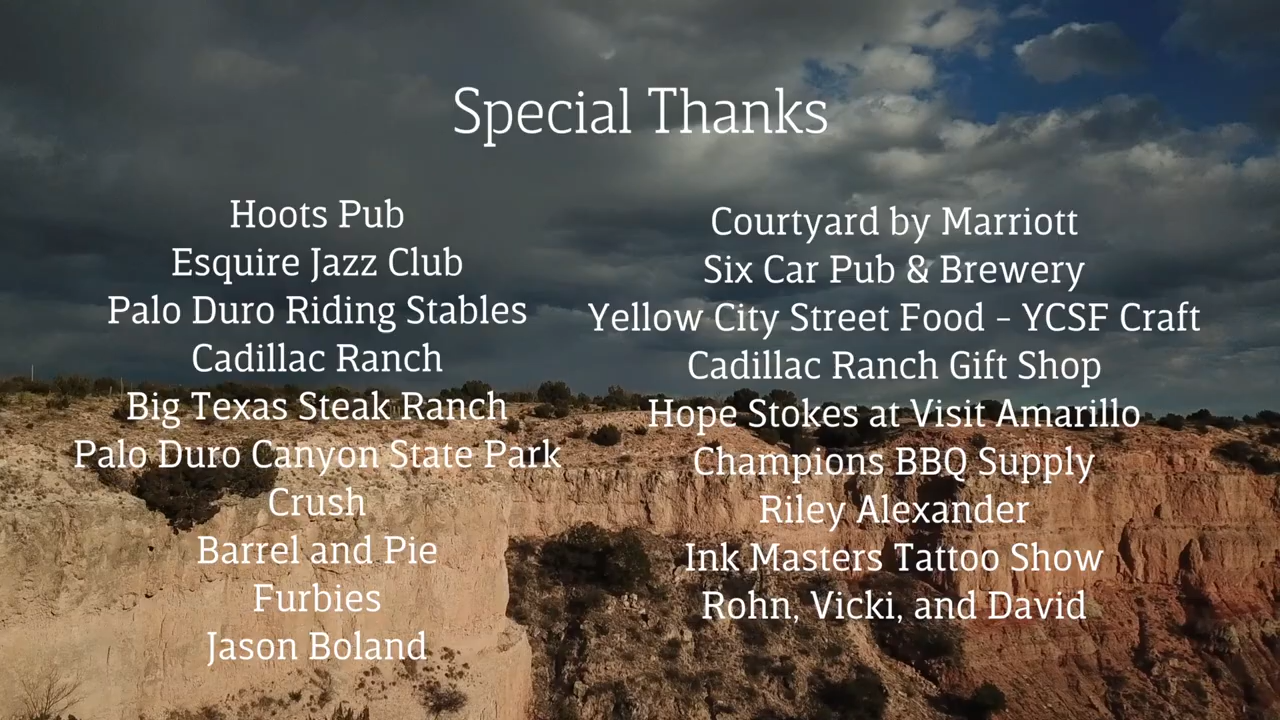 Special Thanks
Hoots Pub
Esquire Jazz Club
Palo Duro Riding Stables
Cadillac Ranch
Big Texas Steak Ranch
Palo Duro Canyon State Park
Crush
Barrel and Pie
Furbies
Jason Boland
Courtyard by Marriott
Six Car Pub & Brewery
Yellow City Street Food - YCSF Craft
Cadillac Ranch Gift Shop
Hope Stokes at Visit Amarillo
Champions BBQ Supply
Riley Alexander
Ink Masters Tattoo Show
Rohn, Vicki, and David